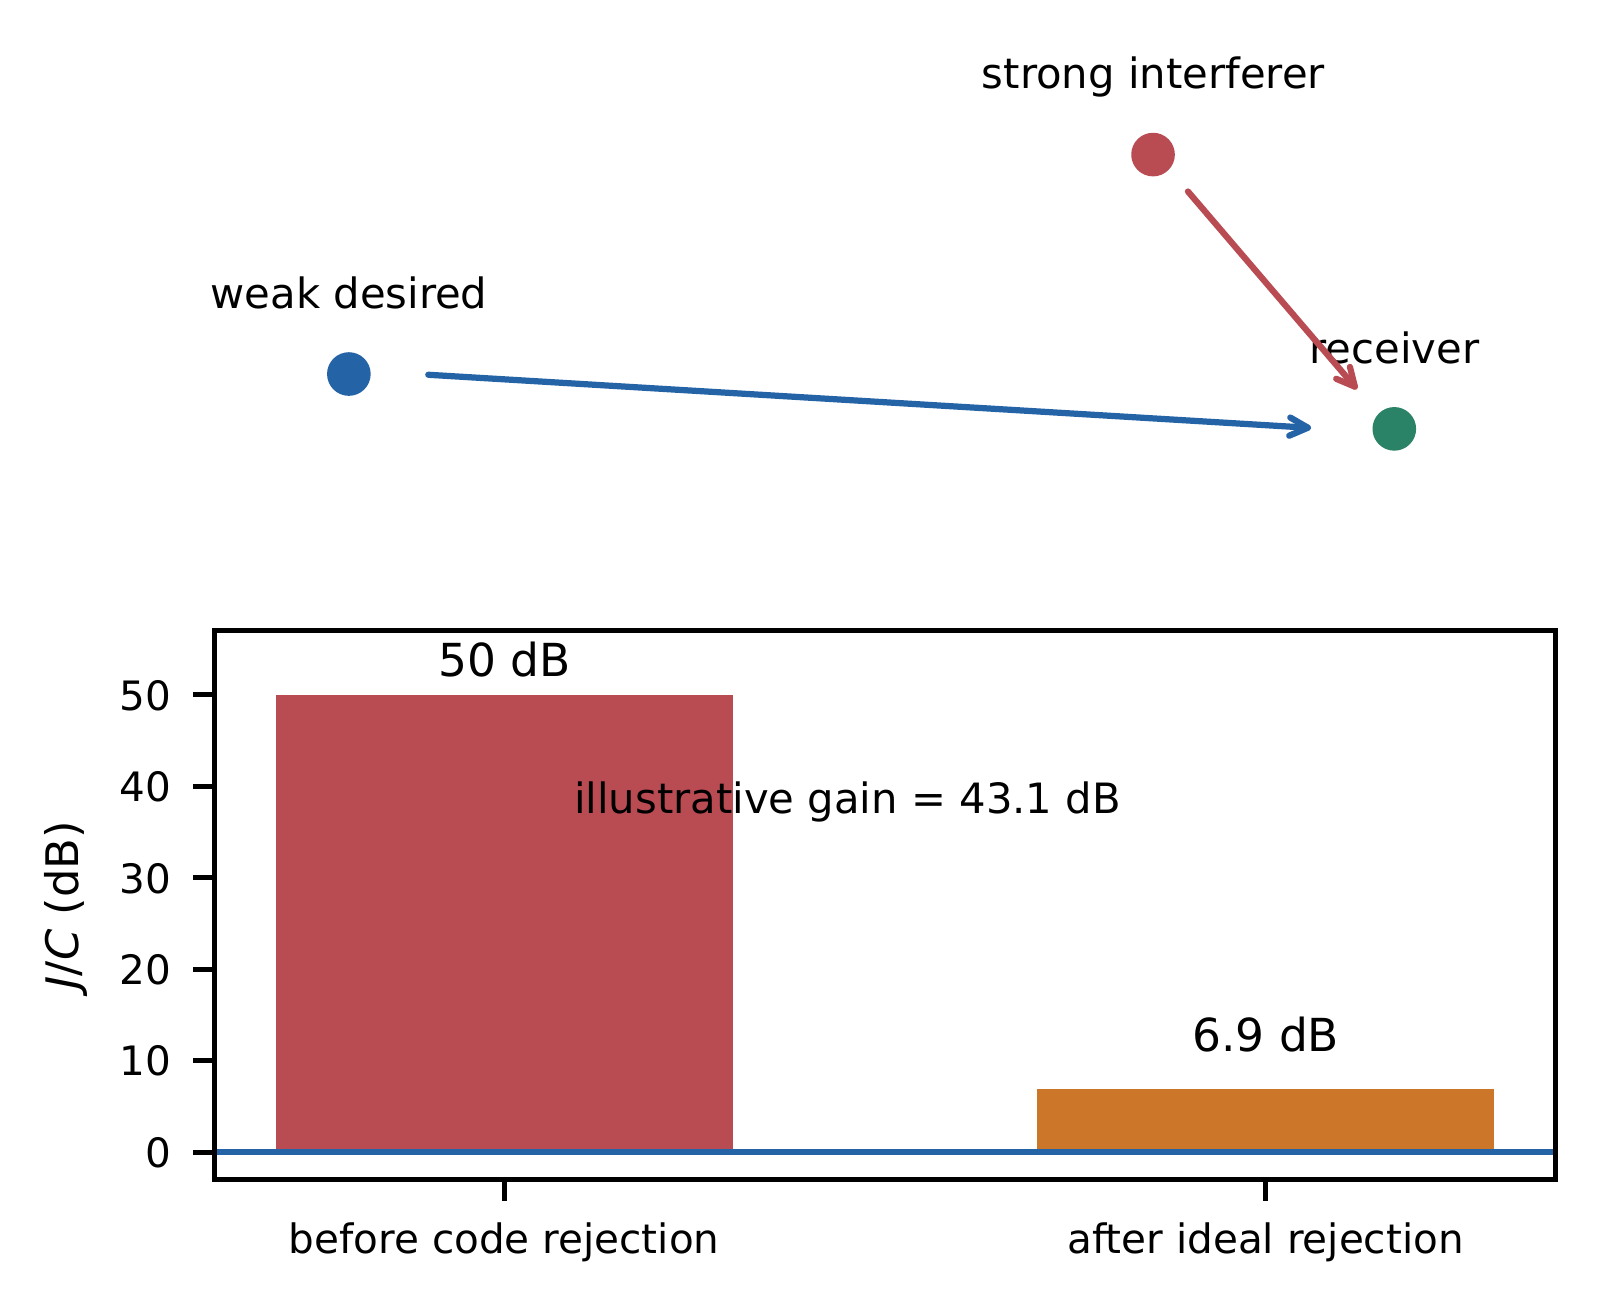 strong interferer
weak desired
receiver
50 dB
illustrative gain = 43.1 dB
6.9 dB
J/C (dB)
50
40
30
20
10
0
before code rejection
after ideal rejection